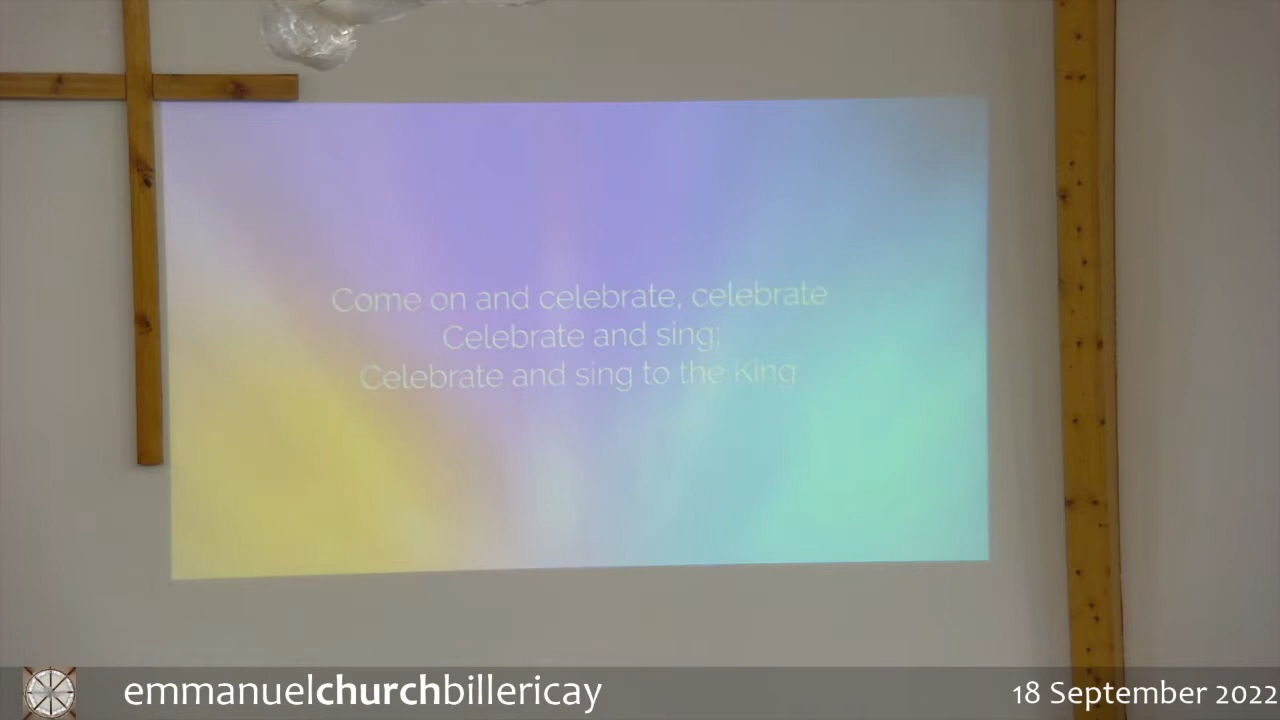 Come on and celebrate, celebrate
Celebrate and sing;
Celebrate and sing to the King
emmanuelchurchbillericay
18 September 2022